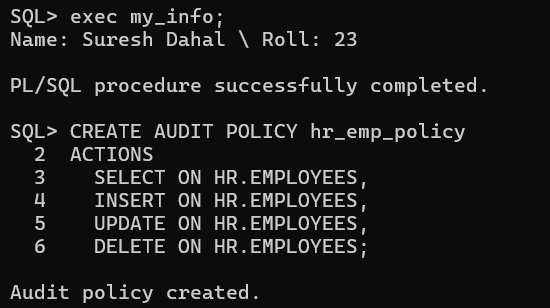 SQL> exec my_info;
Name: Suresh Dahal \ Roll: 23
PL/SQL procedure successfully completed.
SQL> CREATE AUDIT POLICY hr_emp_policy
  2  ACTIONS
  3    SELECT ON HR.EMPLOYEES,
  4    INSERT ON HR.EMPLOYEES,
  5    UPDATE ON HR.EMPLOYEES,
  6    DELETE ON HR.EMPLOYEES;
Audit policy created.